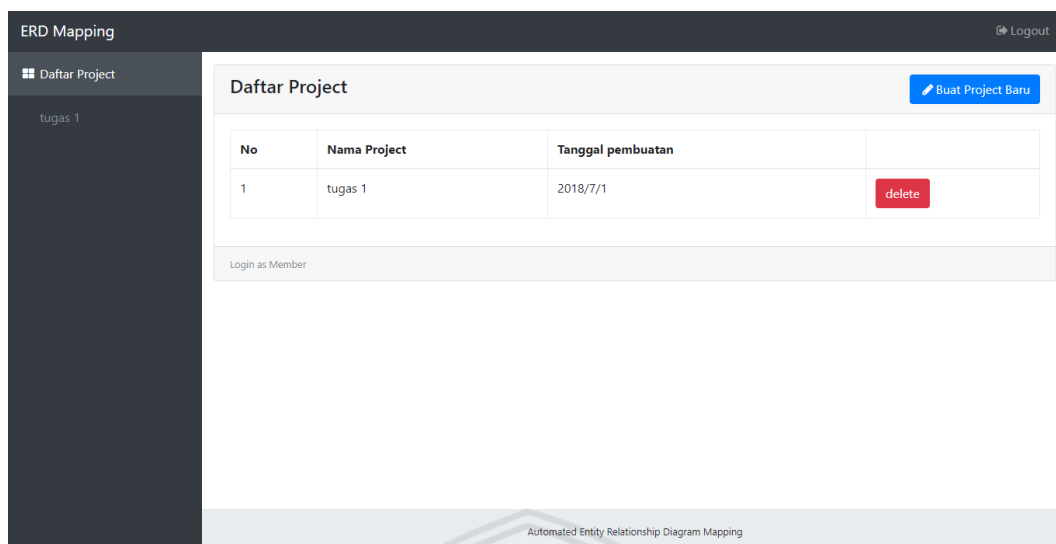 ERD Mapping
Logout
Daftar Project
tugas 1
Daftar Project
Buat Project Baru
No Nama Project Tanggal pembuatan
1 tugas 1 2018/7/1 delete
Login as Member
Automated Entity Relationship Diagram Mapping